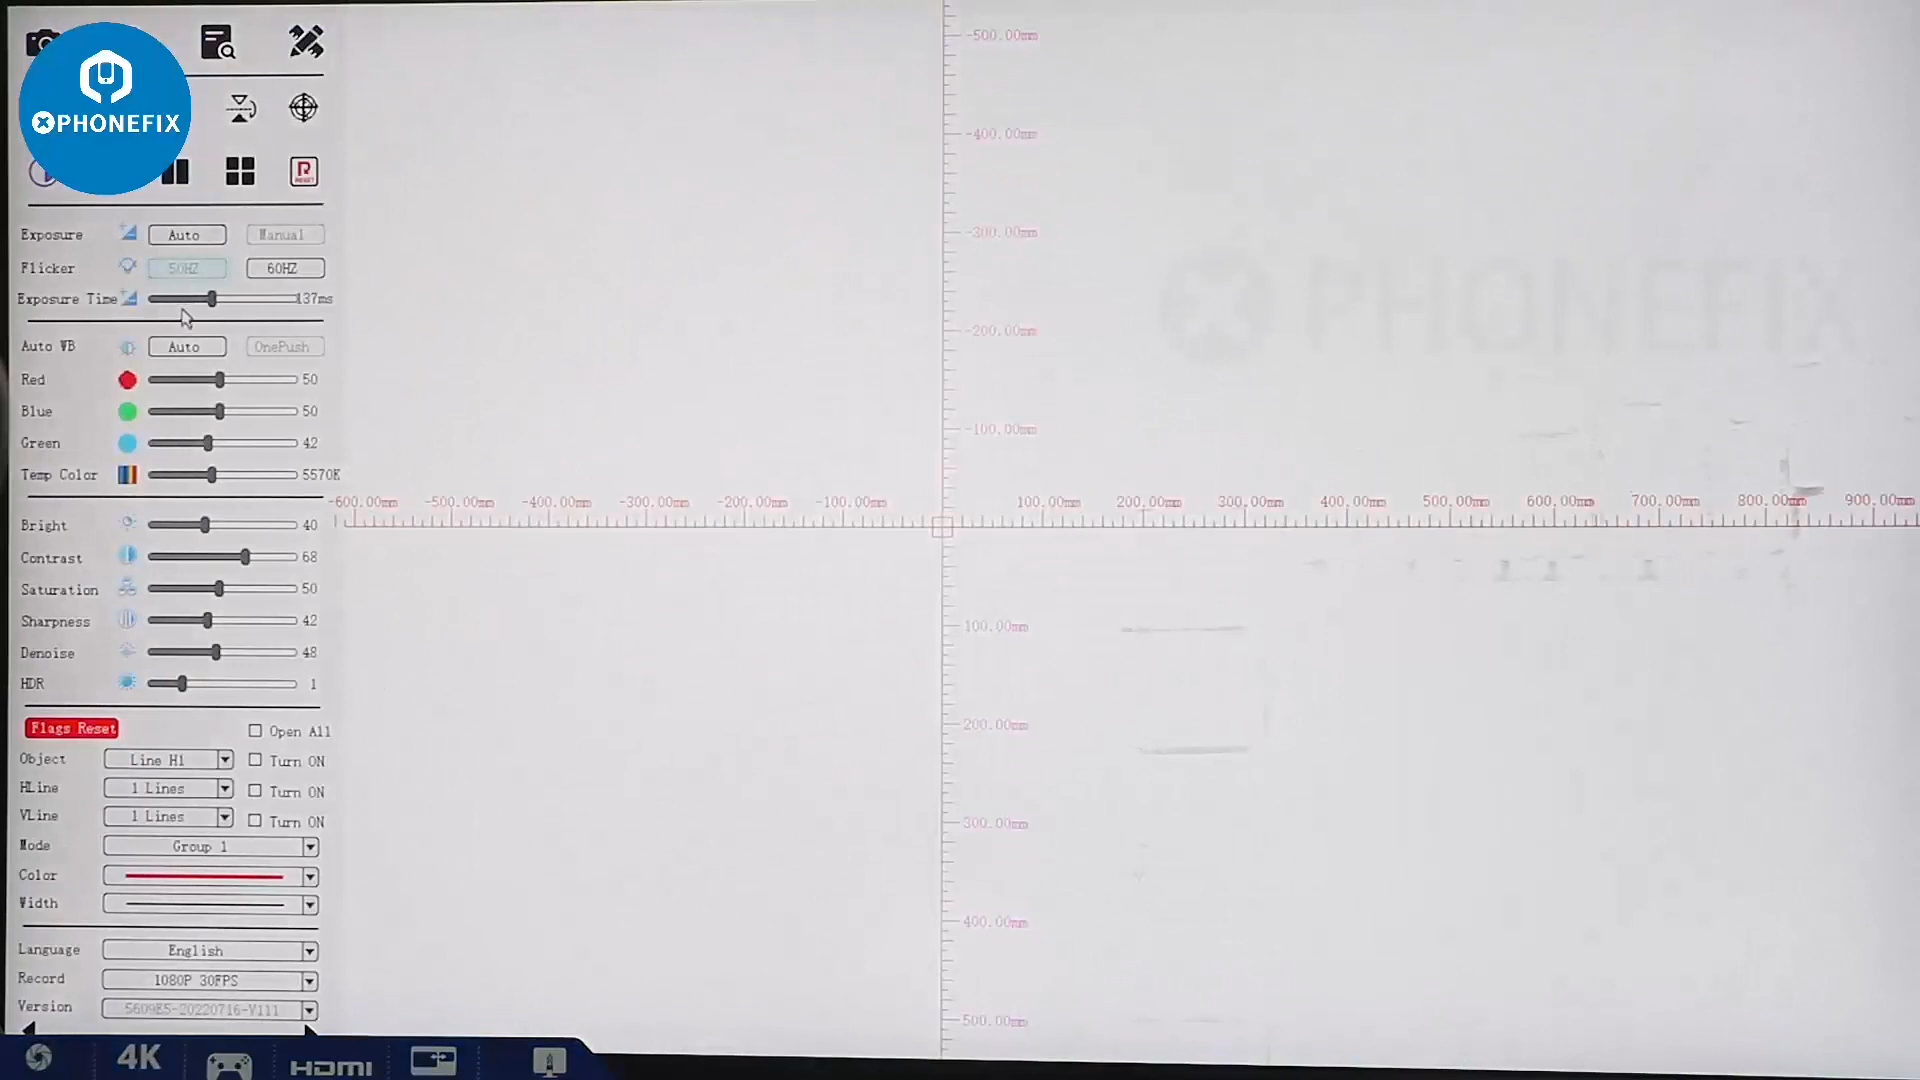 PHONEFIX
R
RESET
Exposure Auto Manual
Flicker 50HZ 60HZ
Exposure Time 137ms
Auto WB Auto OnePush
Red 50
Blue 50
Green 42
Temp Color 5570K
Bright 40
Contrast 68
Saturation 50
Sharpness 42
Denoise 48
HDR 1
Flags Reset Open All
Object Line H1 Turn ON
HLine 1 Lines Turn ON
VLine 1 Lines Turn ON
Mode Group 1
Color
Width
Language English
Record 1080P 30FPS
Version 5609E5-20220716-V111
4K HDMI
-500.00mm
-400.00mm
-300.00mm
PHONEFIX
-200.00mm
-100.00mm
-600.00mm -500.00mm -400.00mm -300.00mm -200.00mm -100.00mm 100.00mm 200.00mm 300.00mm 400.00mm 500.00mm 600.00mm 700.00mm 800.00mm 900.00mm
100.00mm
200.00mm
300.00mm
400.00mm
500.00mm